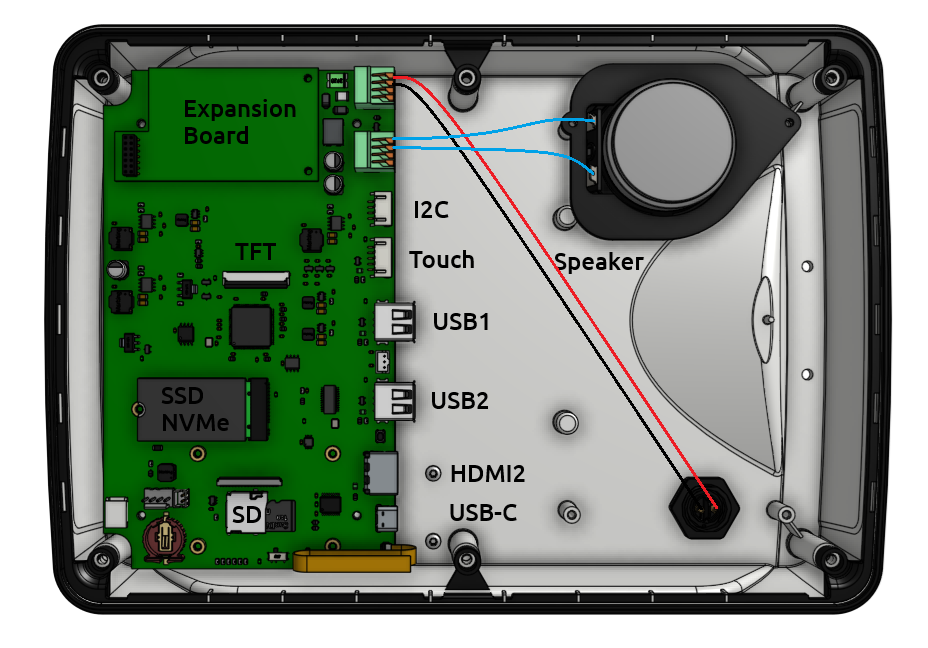 Expansion
Board
I2C
TFT
Touch
Speaker
USB1
SSD
NVMe
USB2
HDMI2
SD
USB-C